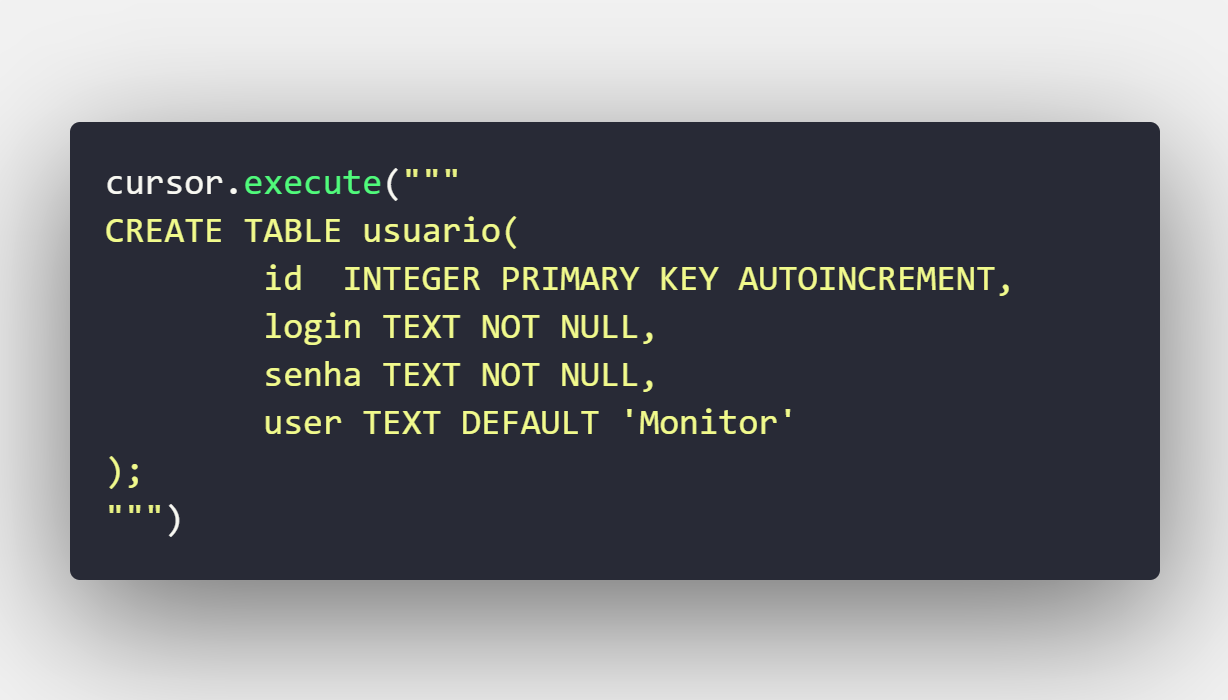 cursor.execute("""
CREATE TABLE usuario(
        id  INTEGER PRIMARY KEY AUTOINCREMENT,
        login TEXT NOT NULL,
        senha TEXT NOT NULL,
        user TEXT DEFAULT 'Monitor'
);
""")